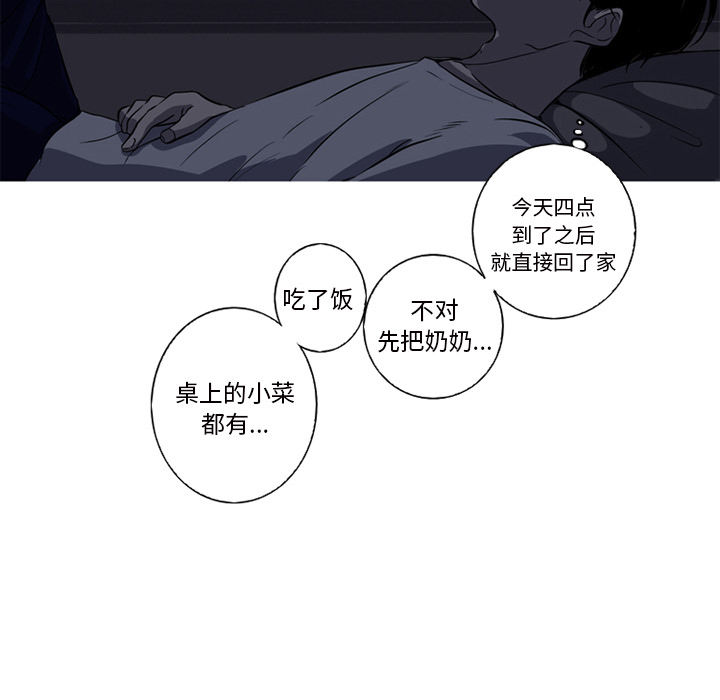 今天四点
到了之后
就直接回了家
不对
先把奶奶...
吃了饭
桌上的小菜
都有...